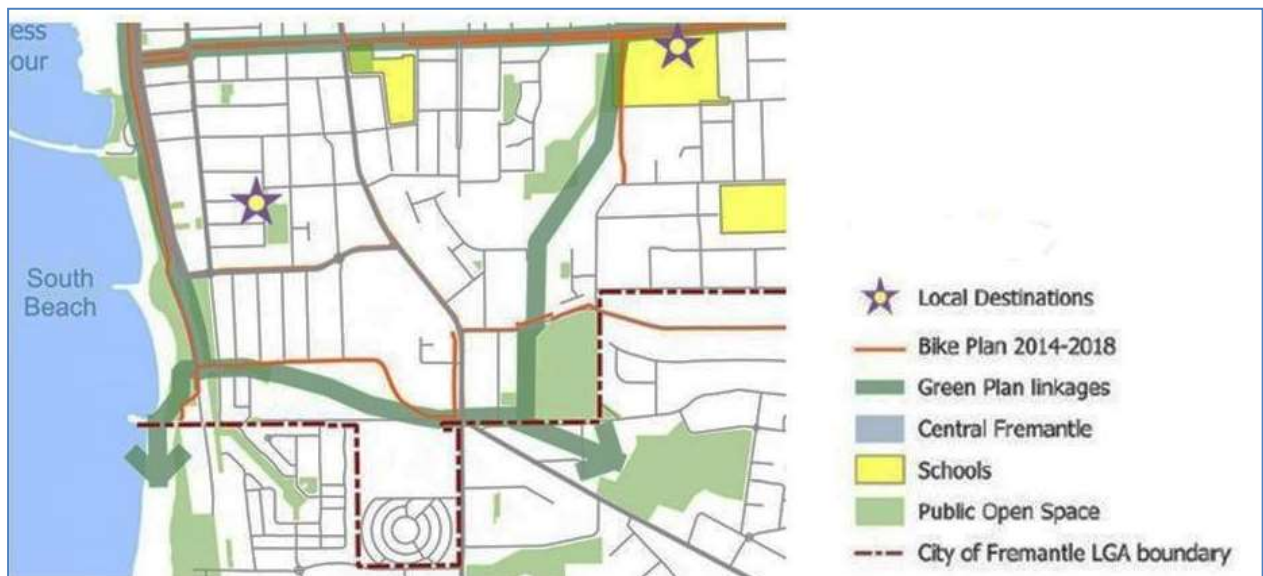 ess
our
South
Beach
Local Destinations
Bike Plan 2014-2018
Green Plan linkages
Central Fremantle
Schools
Public Open Space
City of Fremantle LGA boundary